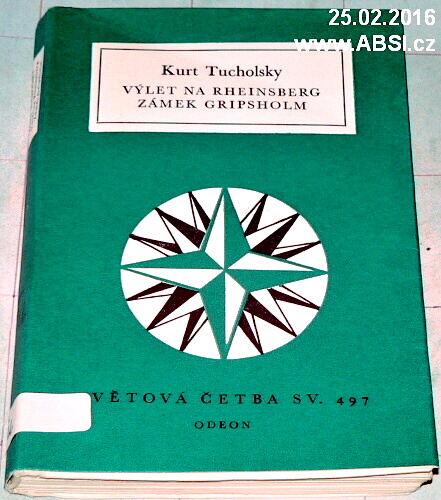 25.02.2016
www.ABSI.cz
Kurt Tucholsky
VÝLET NA RHEINSBERG
ZÁMEK GRIPSHOLM
VĚTOVÁ ČETBA SV. 497
ODEON